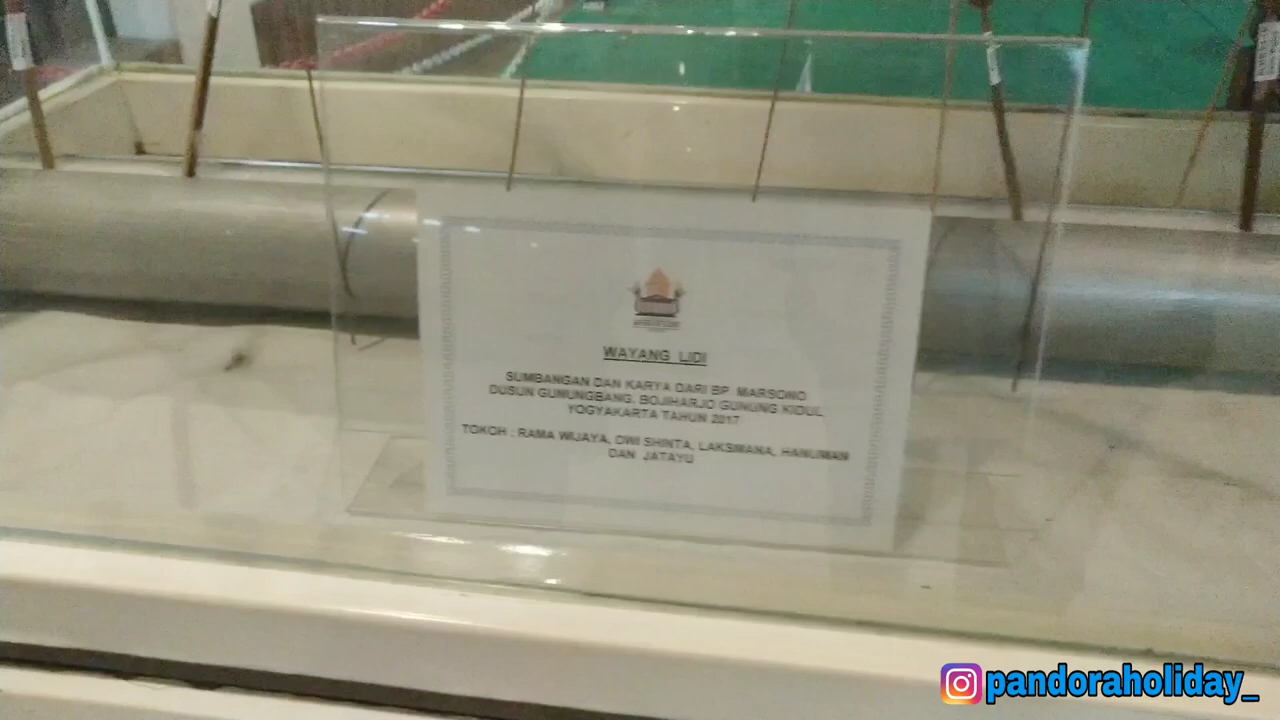 WAYANG LIDI
SUMBANGAN DAN KARYA DARI BP MARSONO
DUSUN GUNUNGBANG, BOJIHARJO GUNUNG KIDUL
YOGYAKARTA TAHUN 2017
TOKOH : RAMA WIJAYA, DWI SHINTA, LAKSMANA, HANUMAN
DAN JATAYU
pandoraholiday_